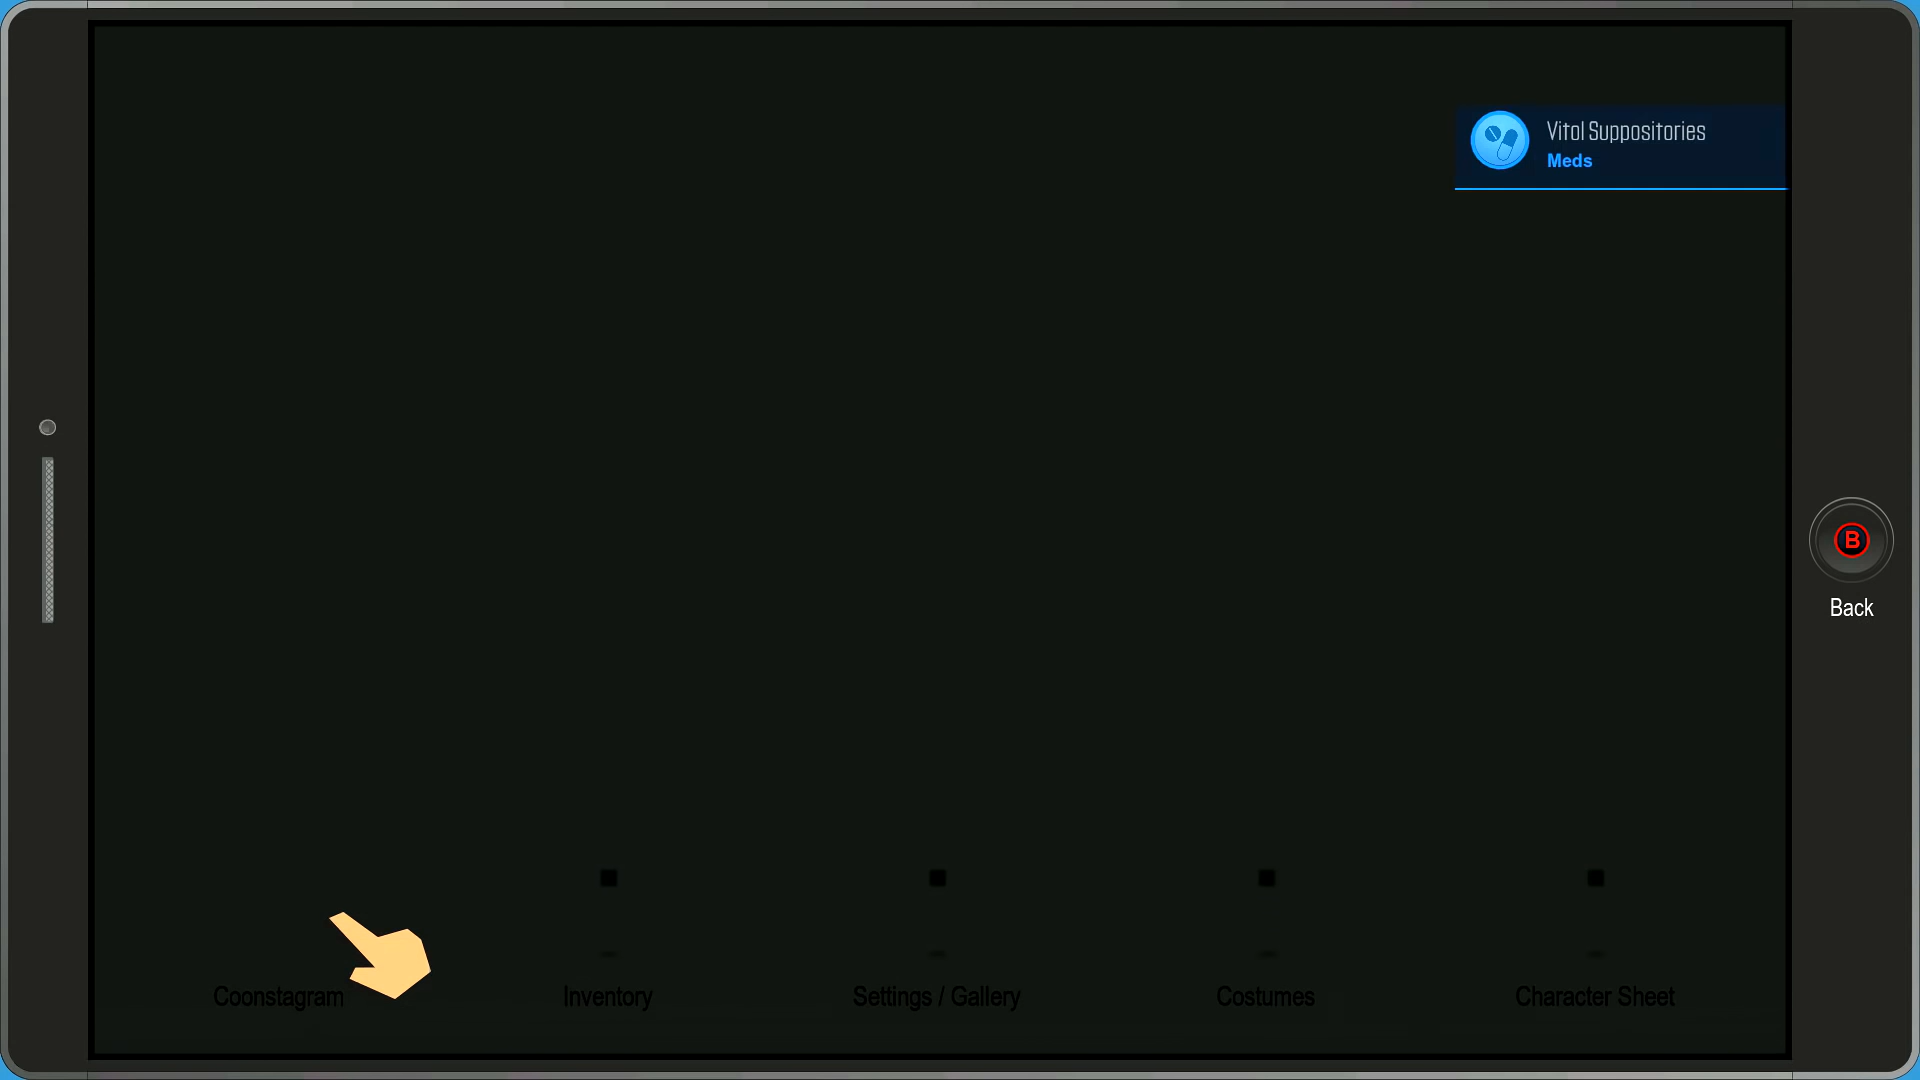 Vitol Suppositories
Meds
B
Back
Coonstagram
Inventory
Settings / Gallery
Costumes
Character Sheet